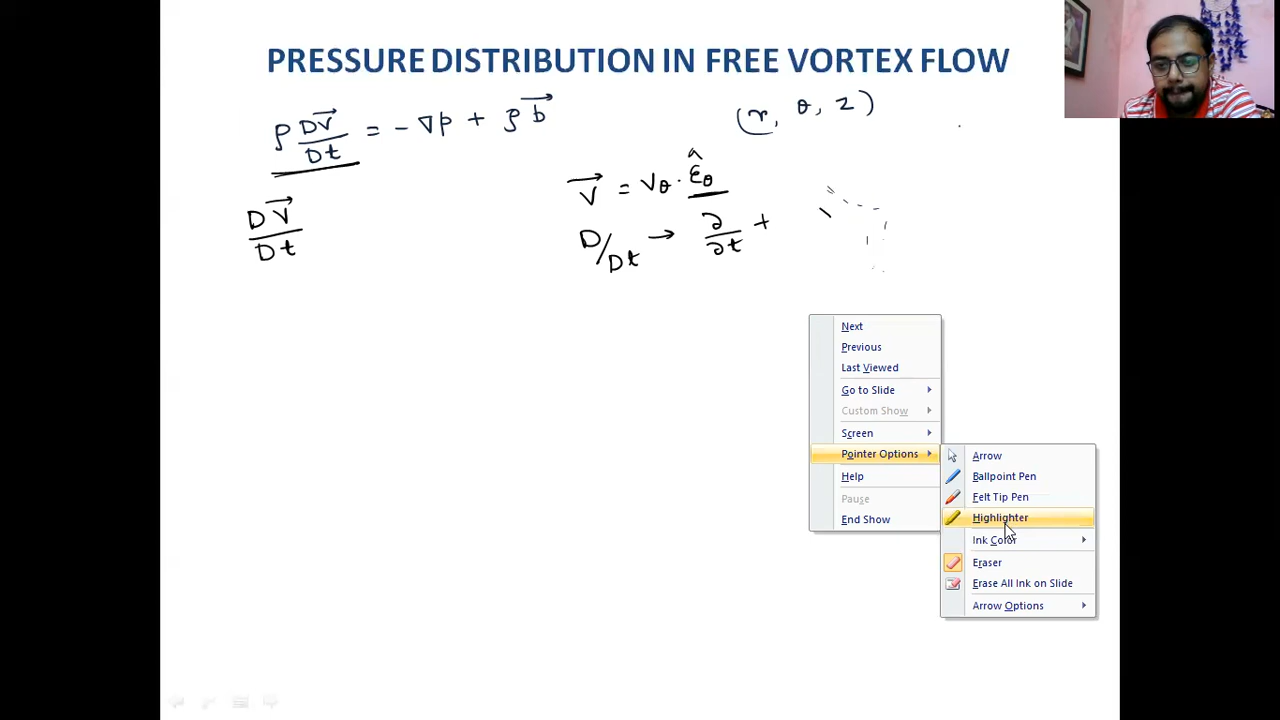 PRESSURE DISTRIBUTION IN FREE VORTEX FLOW
ρ DV⃗/Dt = - ∇p + ρ b⃗
(r, θ, z)
V⃗ = Vθ · ε̂θ
DV⃗/Dt
D/Dt → ∂/∂t +
Next
Previous
Last Viewed
Go to Slide
Custom Show
Screen
Pointer Options
Help
Pause
End Show
Arrow
Ballpoint Pen
Felt Tip Pen
Highlighter
Ink Color
Eraser
Erase All Ink on Slide
Arrow Options